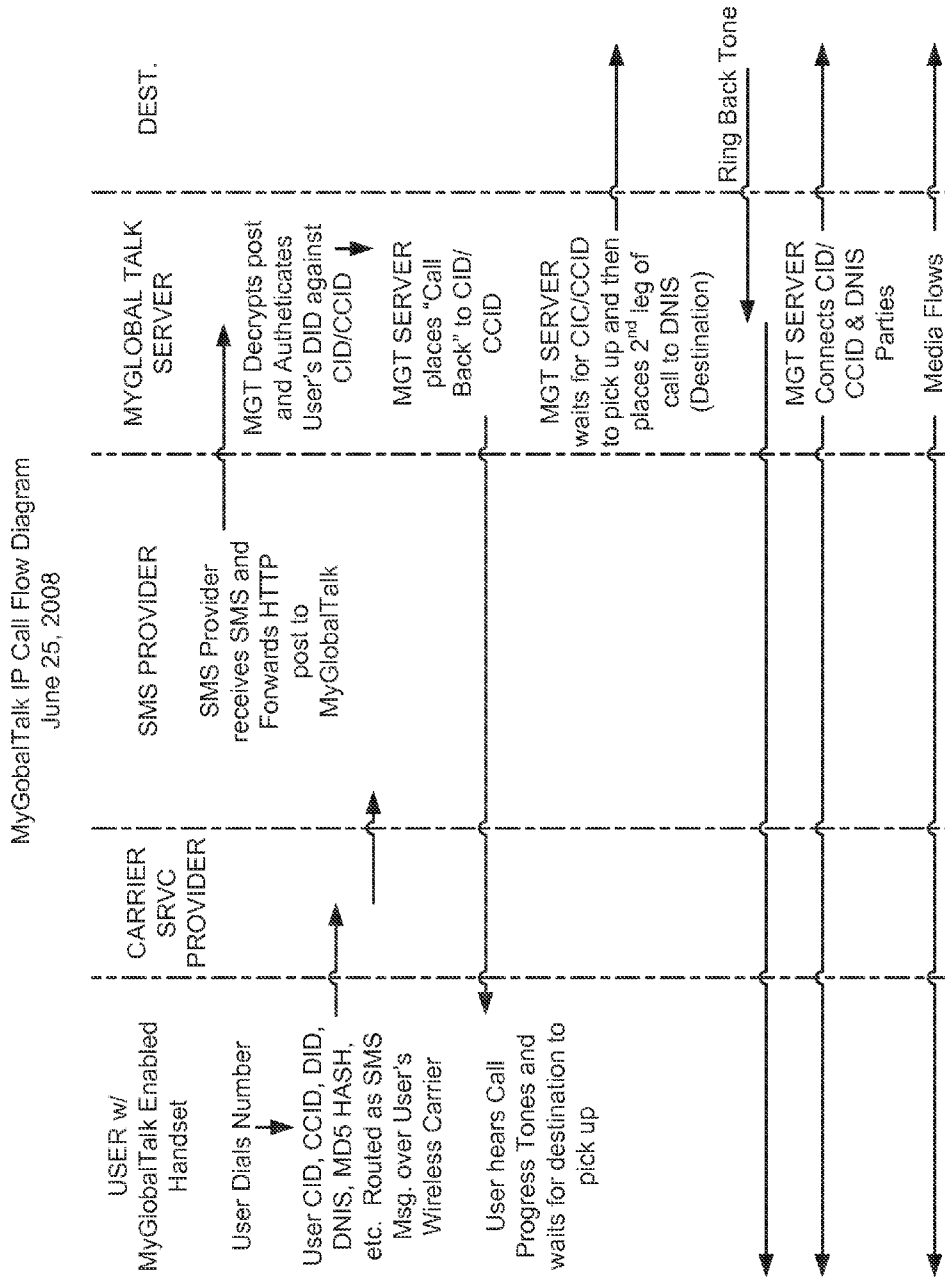 MyGobalTalk IP Call Flow Diagram
June 25, 2008
USER w/
MyGlobalTalk Enabled
Handset
CARRIER
SRVC
PROVIDER
SMS PROVIDER
MYGLOBAL TALK
SERVER
DEST.
User Dials Number
User CID, CCID, DID,
DNIS, MD5 HASH,
etc. Routed as SMS
Msg. over User's
Wireless Carrier
SMS Provider
receives SMS and
Forwards HTTP
post to
MyGlobalTalk
MGT Decrypts post
and Autheticates
User's DID against
CID/CCID
MGT SERVER
places "Call
Back" to CID/
CCID
User hears Call
Progress Tones and
waits for destination to
pick up
MGT SERVER
waits for CIC/CCID
to pick up and then
places 2nd leg of
call to DNIS
(Destination)
Ring Back Tone
MGT SERVER
Connects CID/
CCID & DNIS
Parties
Media Flows